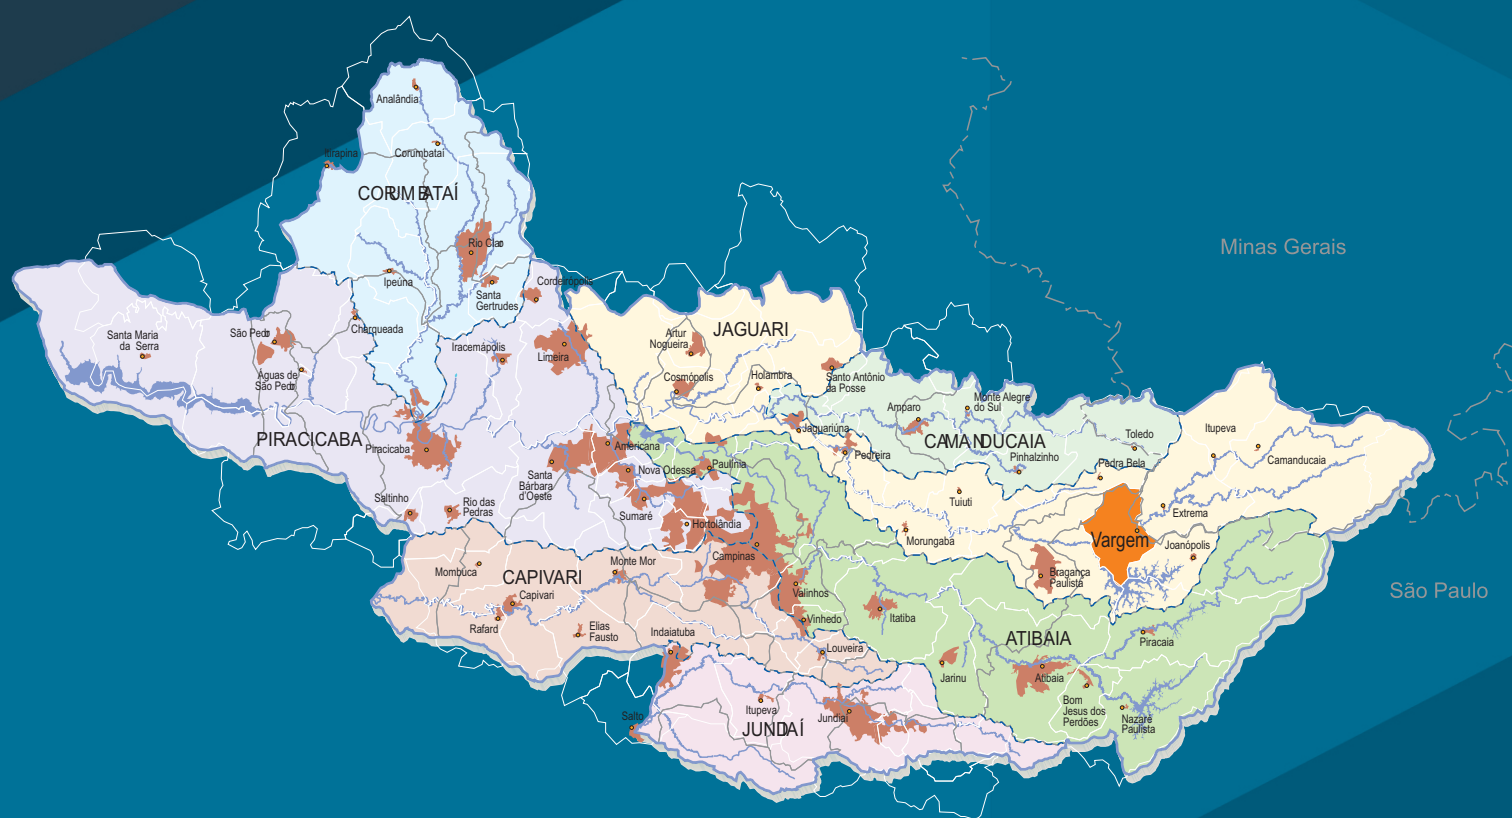 Analândia
Itirapina
Corumbataí
CORUMBATAÍ
Rio Claro
Ipeúna
Santa
Gertrudes
Cordeirópolis
Minas Gerais
Charqueada
Santa Maria
da Serra
São Pedro
Águas de
São Pedro
Iracemápolis
Limeira
JAGUARI
Artur
Nogueira
Cosmópolis
Holambra
Santo Antônio
da Posse
PIRACICABA
Piracicaba
Americana
Nova Odessa
Paulínia
Jaguariúna
Pedreira
Amparo
Monte Alegre
do Sul
CAMANDUCAIA
Pinhalzinho
Toledo
Pedra Bela
Itupeva
Camanducaia
Extrema
Santa
Bárbara
d'Oeste
Saltinho
Rio das
Pedras
Sumaré
Hortolândia
Campinas
Tuiuti
Morungaba
Vargem
Joanópolis
Bragança
Paulista
São Paulo
Mombuca
CAPIVARI
Monte Mor
Capivari
Rafard
Elias
Fausto
Indaiatuba
Valinhos
Vinhedo
Louveira
Itatiba
ATIBAIA
Piracaia
Jarinu
Atibaia
Bom
Jesus dos
Perdões
Nazaré
Paulista
Salto
Itupeva
JUNDIAÍ
Jundiaí